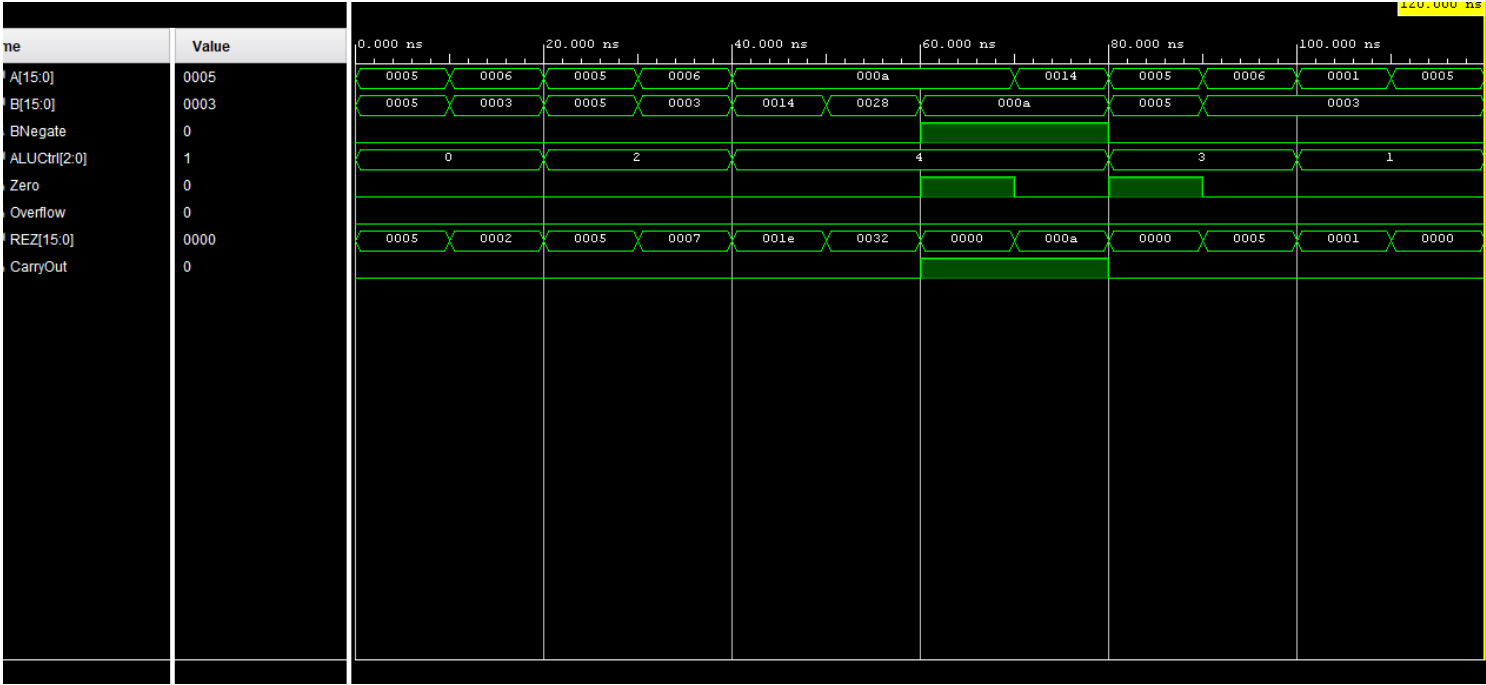 120.000 ns
me Value 0.000 ns 20.000 ns 40.000 ns 60.000 ns 80.000 ns 100.000 ns
A[15:0] 0005 0005 0006 0005 0006 000a 0014 0005 0006 0001 0005
B[15:0] 0003 0005 0003 0005 0003 0014 0028 000a 0005 0003
BNegate 0
ALUCtrl[2:0] 1 0 2 4 3 1
Zero 0
Overflow 0
REZ[15:0] 0000 0005 0002 0005 0007 001e 0032 0000 000a 0000 0005 0001 0000
CarryOut 0